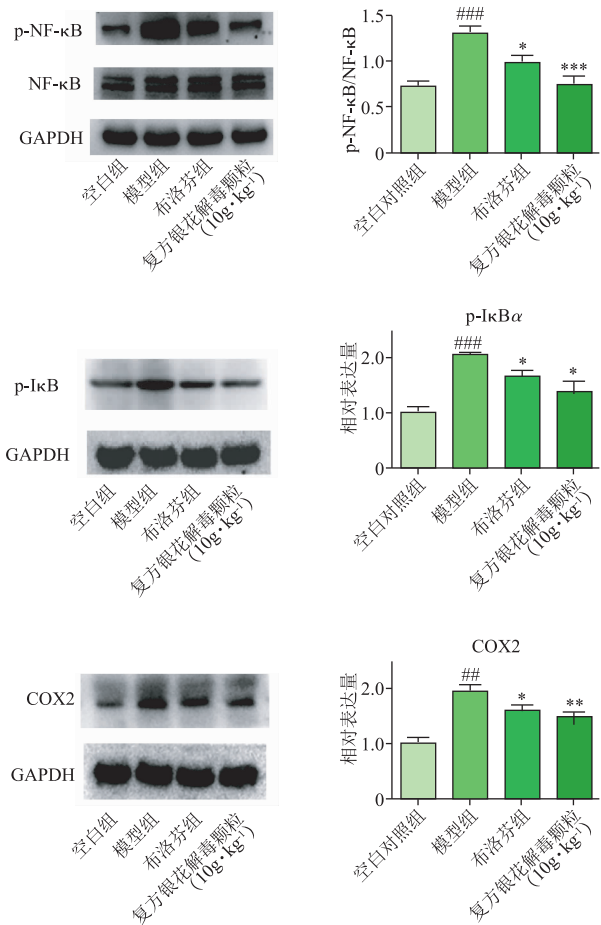 p-NF-κB
NF-κB
GAPDH
空白组
模型组
布洛芬组
复方银花解毒颗粒
(10g·kg⁻¹)
p-NF-κB/NF-κB
1.5
1.0
0.5
0
###
*
***
空白对照组
模型组
布洛芬组
复方银花解毒颗粒
(10g·kg⁻¹)
p-IκB
GAPDH
空白组
模型组
布洛芬组
复方银花解毒颗粒
(10g·kg⁻¹)
p-IκBα
相对表达量
2.0
1.0
0
###
*
*
空白对照组
模型组
布洛芬组
复方银花解毒颗粒
(10g·kg⁻¹)
COX2
GAPDH
空白组
模型组
布洛芬组
复方银花解毒颗粒
(10g·kg⁻¹)
COX2
相对表达量
2.0
1.0
0
##
*
**
空白对照组
模型组
布洛芬组
复方银花解毒颗粒
(10g·kg⁻¹)